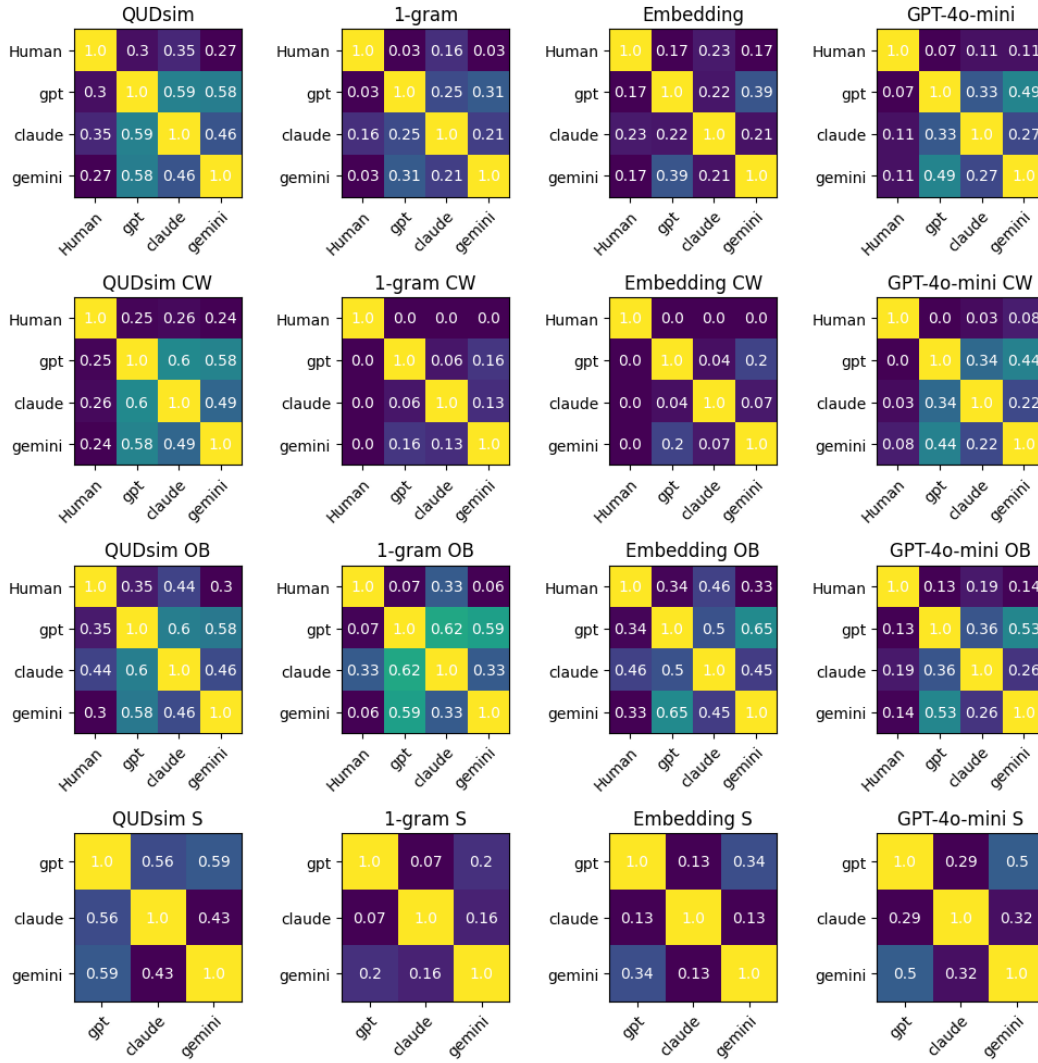 QUDsim 1-gram Embedding GPT-4o-mini
Human 1.0 0.3 0.35 0.27 Human 1.0 0.03 0.16 0.03 Human 1.0 0.17 0.23 0.17 Human 1.0 0.07 0.11 0.11
gpt 0.3 1.0 0.59 0.58 gpt 0.03 1.0 0.25 0.31 gpt 0.17 1.0 0.22 0.39 gpt 0.07 1.0 0.33 0.49
claude 0.35 0.59 1.0 0.46 claude 0.16 0.25 1.0 0.21 claude 0.23 0.22 1.0 0.21 claude 0.11 0.33 1.0 0.27
gemini 0.27 0.58 0.46 1.0 gemini 0.03 0.31 0.21 1.0 gemini 0.17 0.39 0.21 1.0 gemini 0.11 0.49 0.27 1.0
Human gpt claude gemini Human gpt claude gemini Human gpt claude gemini Human gpt claude gemini
QUDsim CW 1-gram CW Embedding CW GPT-4o-mini CW
Human 1.0 0.25 0.26 0.24 Human 1.0 0.0 0.0 0.0 Human 1.0 0.0 0.0 0.0 Human 1.0 0.0 0.03 0.08
gpt 0.25 1.0 0.6 0.58 gpt 0.0 1.0 0.06 0.16 gpt 0.0 1.0 0.04 0.2 gpt 0.0 1.0 0.34 0.44
claude 0.26 0.6 1.0 0.49 claude 0.0 0.06 1.0 0.13 claude 0.0 0.04 1.0 0.07 claude 0.03 0.34 1.0 0.22
gemini 0.24 0.58 0.49 1.0 gemini 0.0 0.16 0.13 1.0 gemini 0.0 0.2 0.07 1.0 gemini 0.08 0.44 0.22 1.0
Human gpt claude gemini Human gpt claude gemini Human gpt claude gemini Human gpt claude gemini
QUDsim OB 1-gram OB Embedding OB GPT-4o-mini OB
Human 1.0 0.35 0.44 0.3 Human 1.0 0.07 0.33 0.06 Human 1.0 0.34 0.46 0.33 Human 1.0 0.13 0.19 0.14
gpt 0.35 1.0 0.6 0.58 gpt 0.07 1.0 0.62 0.59 gpt 0.34 1.0 0.5 0.65 gpt 0.13 1.0 0.36 0.53
claude 0.44 0.6 1.0 0.46 claude 0.33 0.62 1.0 0.33 claude 0.46 0.5 1.0 0.45 claude 0.19 0.36 1.0 0.26
gemini 0.3 0.58 0.46 1.0 gemini 0.06 0.59 0.33 1.0 gemini 0.33 0.65 0.45 1.0 gemini 0.14 0.53 0.26 1.0
Human gpt claude gemini Human gpt claude gemini Human gpt claude gemini Human gpt claude gemini
QUDsim S 1-gram S Embedding S GPT-4o-mini S
gpt 1.0 0.56 0.59 gpt 1.0 0.07 0.2 gpt 1.0 0.13 0.34 gpt 1.0 0.29 0.5
claude 0.56 1.0 0.43 claude 0.07 1.0 0.16 claude 0.13 1.0 0.13 claude 0.29 1.0 0.32
gemini 0.59 0.43 1.0 gemini 0.2 0.16 1.0 gemini 0.34 0.13 1.0 gemini 0.5 0.32 1.0
gpt claude gemini gpt claude gemini gpt claude gemini gpt claude gemini